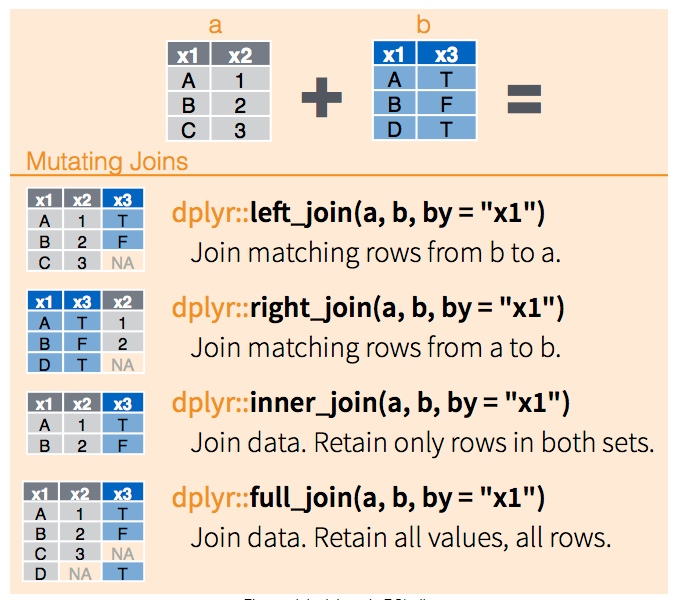 a b
x1 x2 x1 x3
A 1 A T
B 2 B F
C 3 D T
+ =
Mutating Joins
x1 x2 x3
A 1 T
B 2 F
C 3 NA
dplyr::left_join(a, b, by = "x1")
Join matching rows from b to a.
x1 x3 x2
A T 1
B F 2
D T NA
dplyr::right_join(a, b, by = "x1")
Join matching rows from a to b.
x1 x2 x3
A 1 T
B 2 F
dplyr::inner_join(a, b, by = "x1")
Join data. Retain only rows in both sets.
x1 x2 x3
A 1 T
B 2 F
C 3 NA
D NA T
dplyr::full_join(a, b, by = "x1")
Join data. Retain all values, all rows.